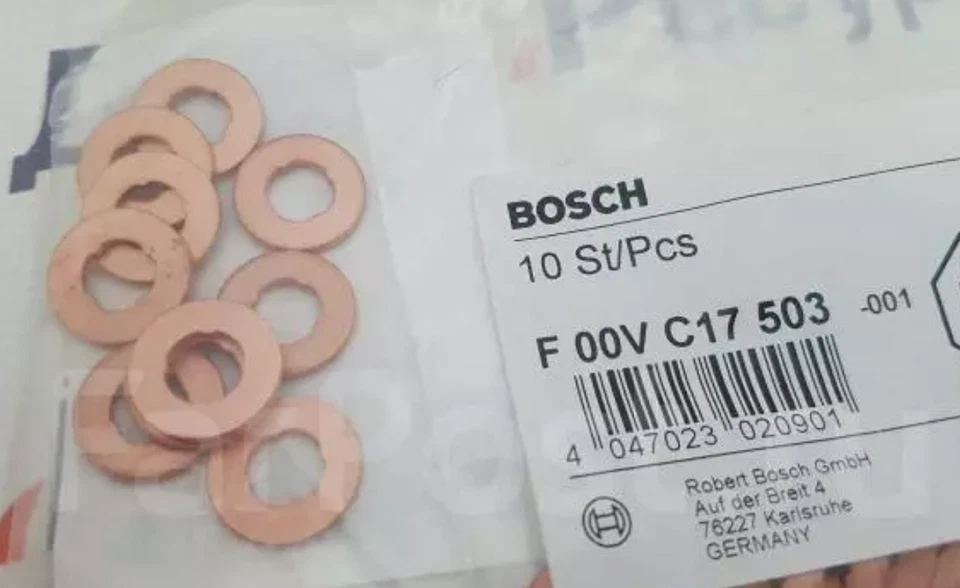 BOSCH
10 St/Pcs
F 00V C17 503 -001
4 047023 020901
Robert Bosch GmbH
Auf der Breit 4
76227 Karlsruhe
GERMANY